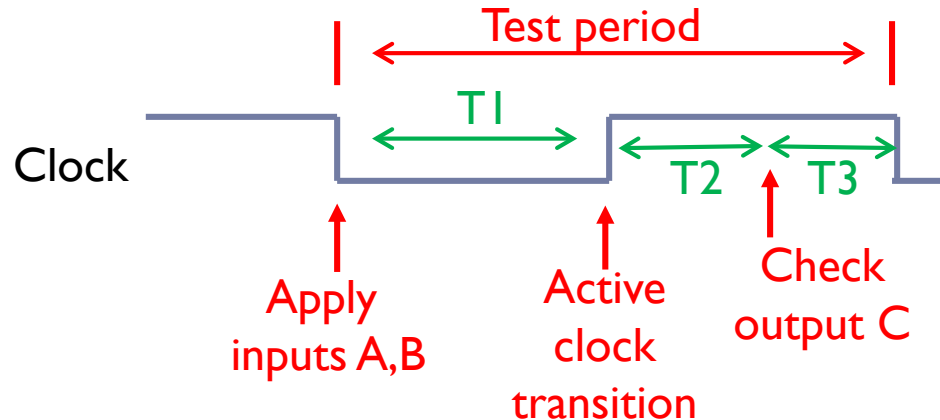 Test period
T1
Clock
T2
T3
Apply
inputs A,B
Active
clock
transition
Check
output C